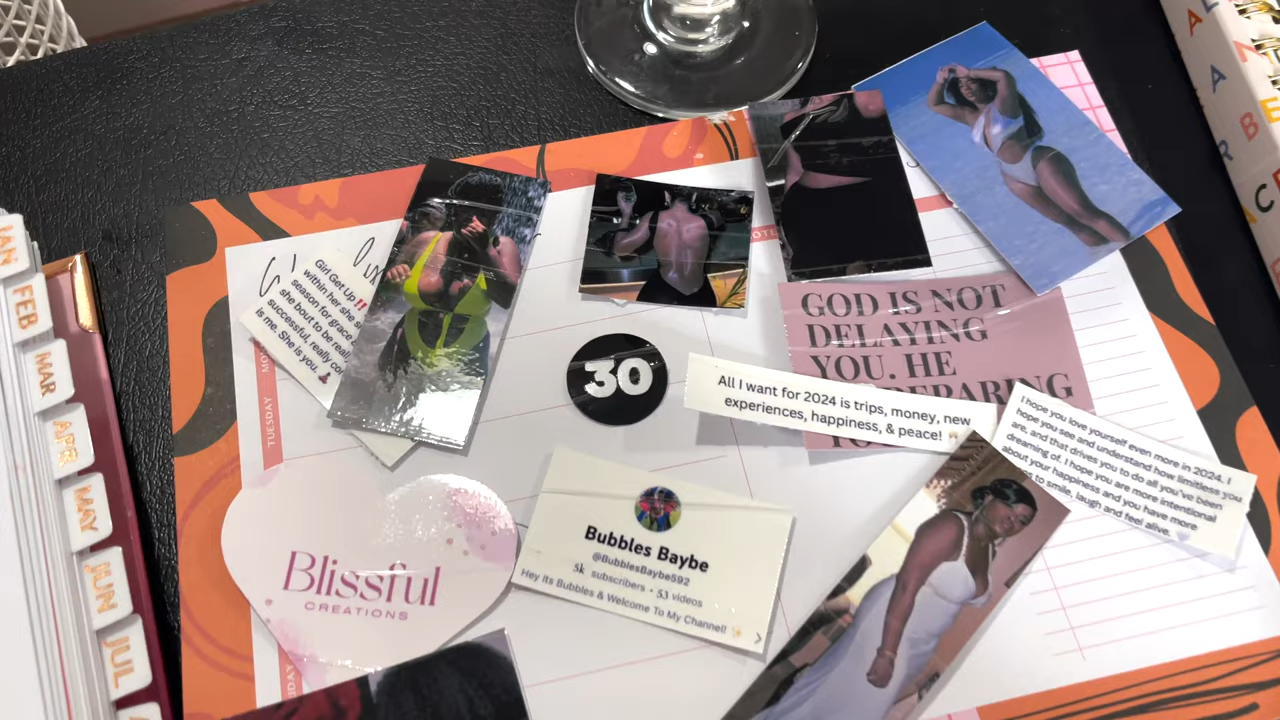 JAN
FEB
MAR
APR
MAY
JUN
JUL
TUESDAY
Girl Get Up ‼️
within her, she
season for grace
she bout to be
successful, really
is me. She is you.
30
GOD IS NOT
DELAYING
YOU. HE
All I want for 2024 is trips, money, new
experiences, happiness, & peace!
I hope you love yourself even more in 2024. I
hope you see and understand how limitless you
are, and that drives you to do all you've been
dreaming of. I hope you are more intentional
about your happiness and you have more
to smile, laugh and feel alive.
Blissful
CREATIONS
Bubbles Baybe
@BubblesBaybe592
5k subscribers • 53 videos
Hey its Bubbles & Welcome To My Channel! ✨ >